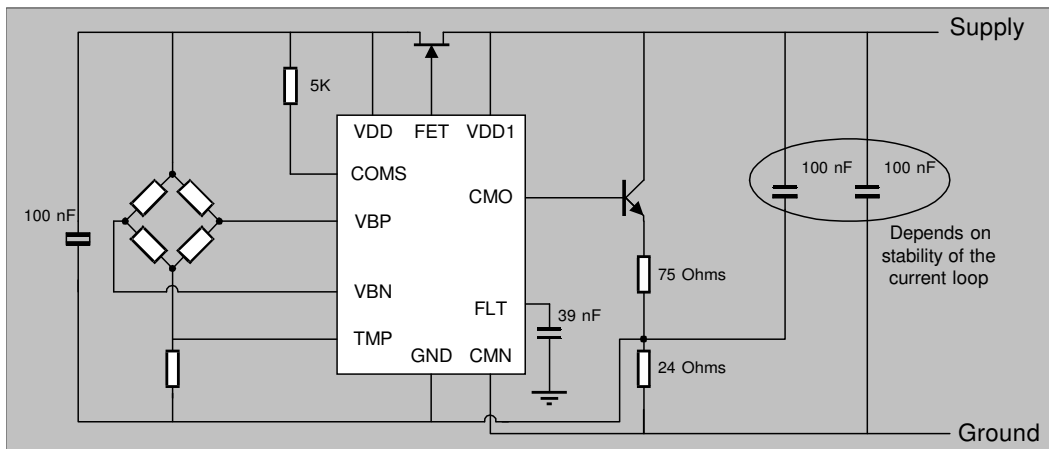 Supply
5K
VDD FET VDD1
COMS
CMO
100 nF 100 nF
100 nF
VBP
Depends on
stability of the
current loop
75 Ohms
VBN
FLT
39 nF
TMP
GND CMN
24 Ohms
Ground